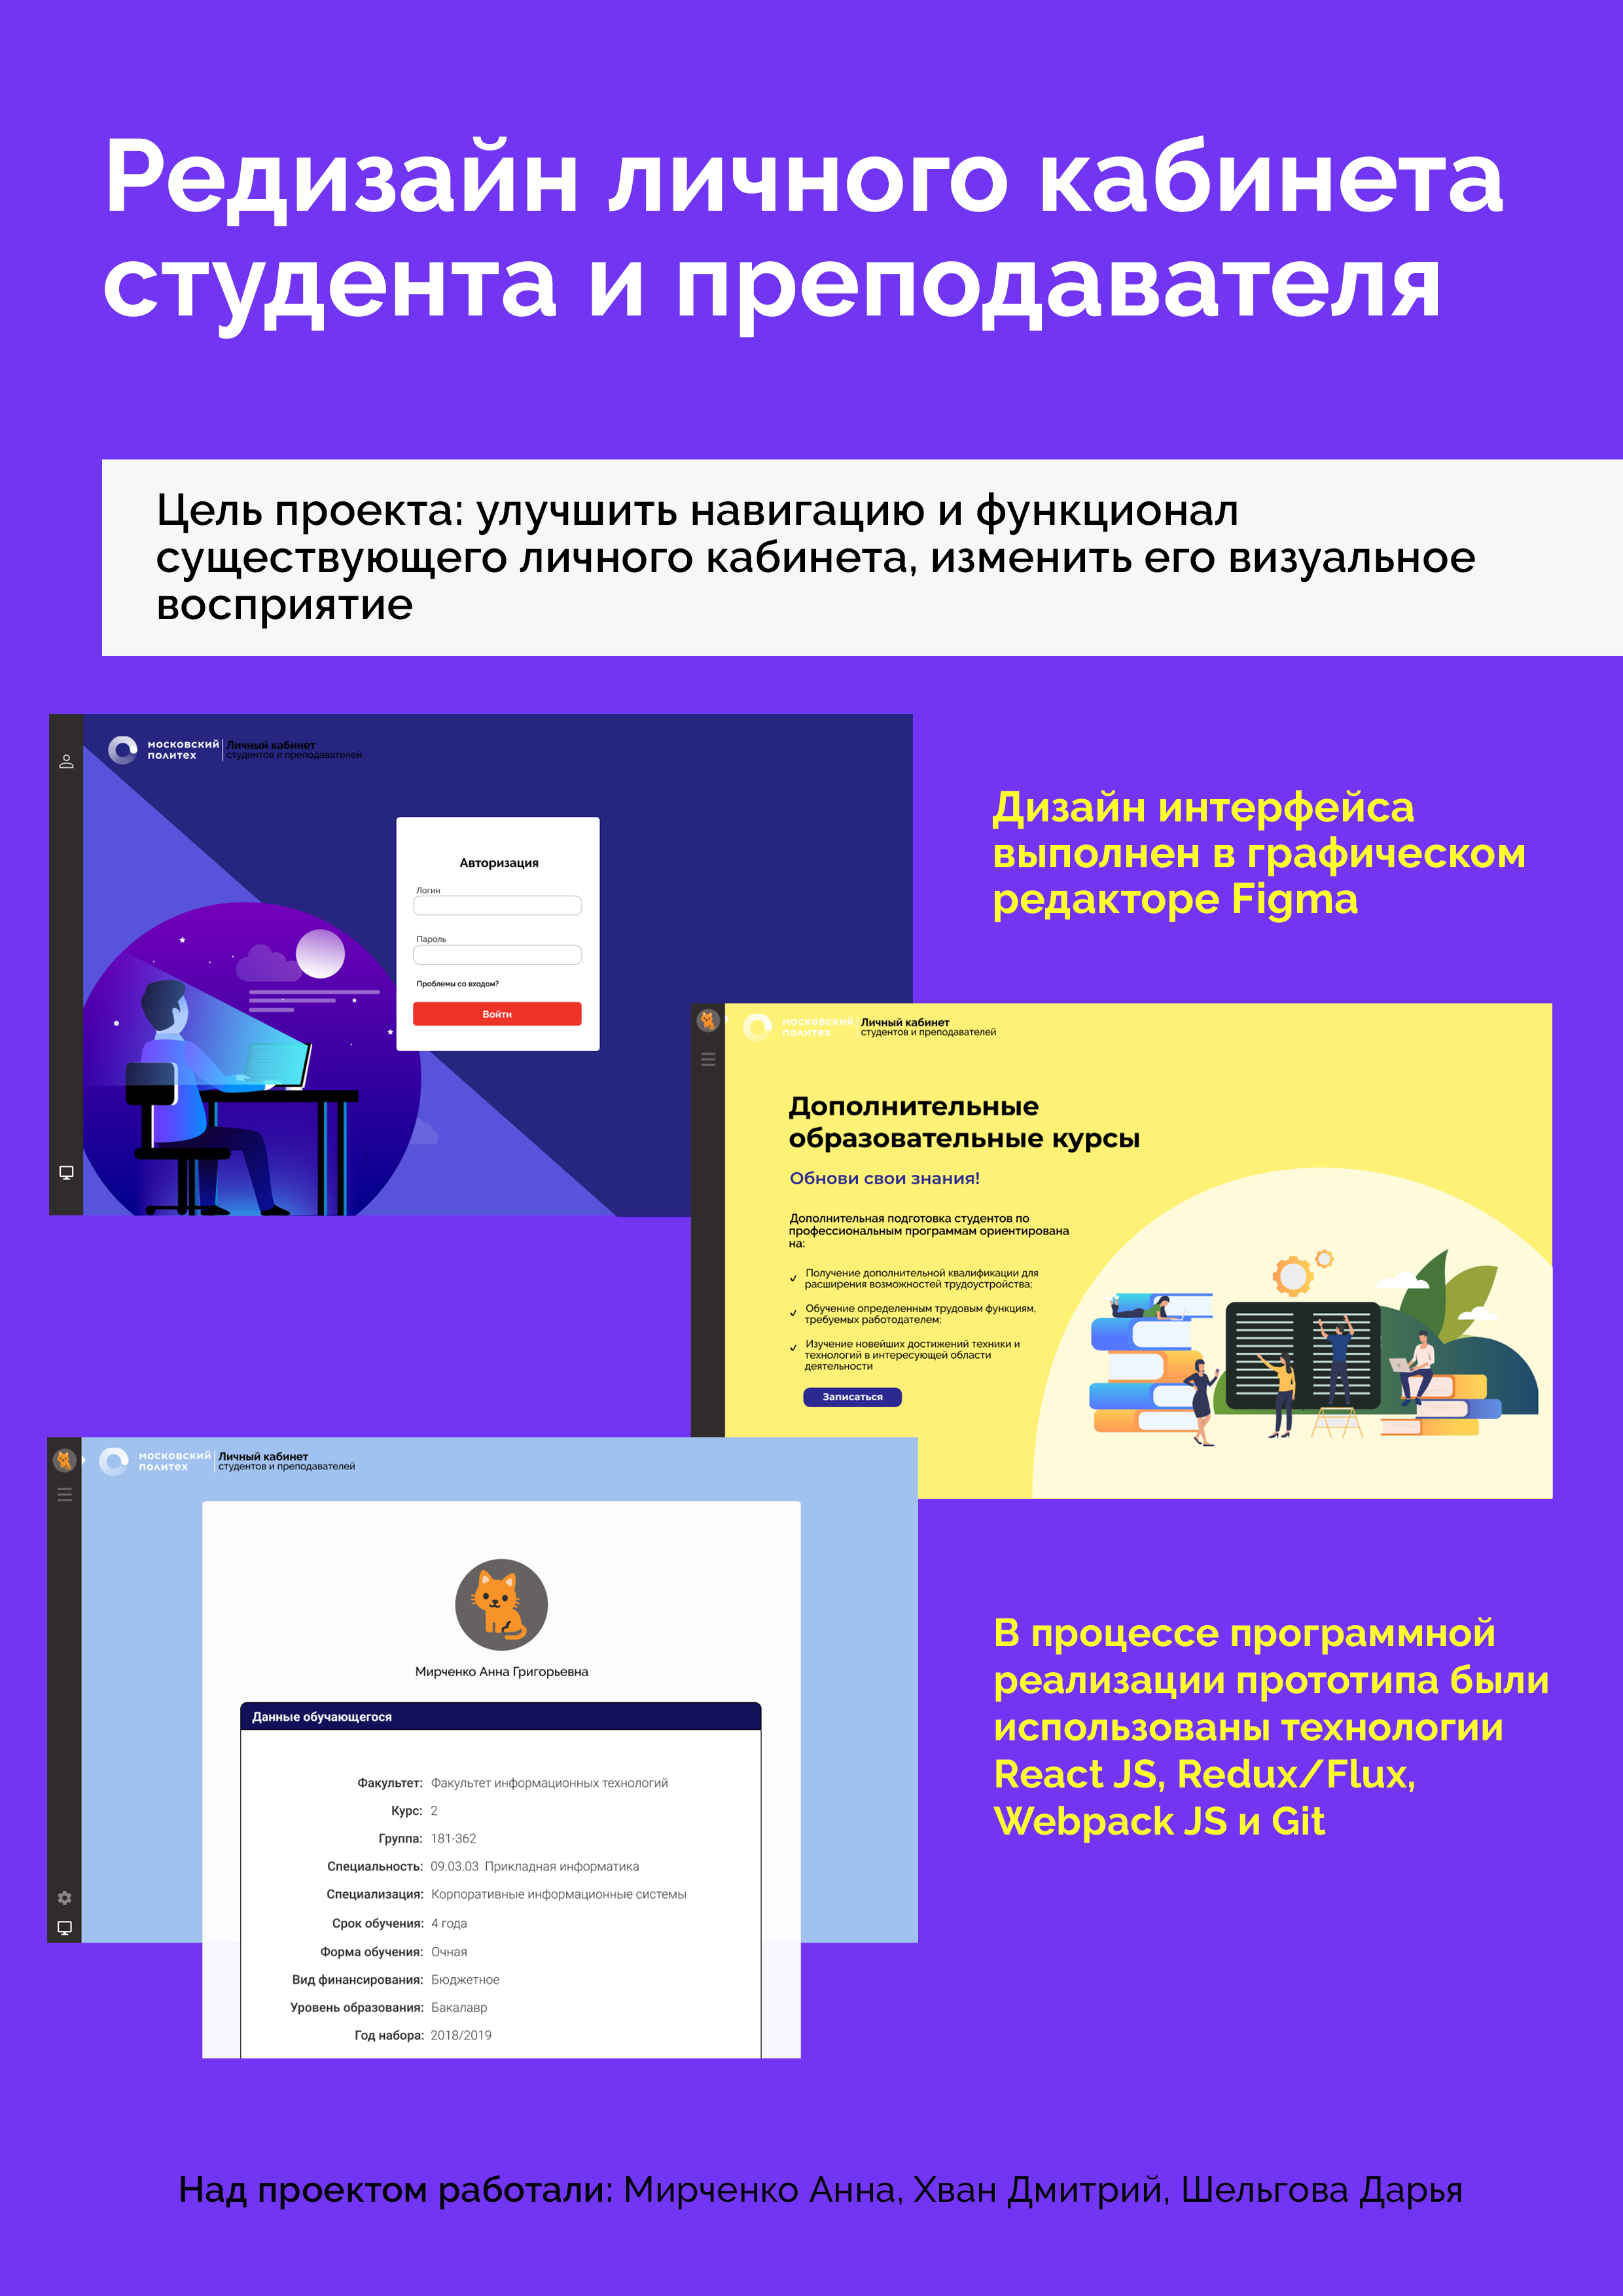 Редизайн личного кабинета
студента и преподавателя
Цель проекта: улучшить навигацию и функционал
существующего личного кабинета, изменить его визуальное
восприятие
московский
политех
Личный кабинет
студентов и преподавателей
Авторизация
Логин
Пароль
Проблемы со входом?
Войти
Дизайн интерфейса
выполнен в графическом
редакторе Figma
московский
политех
Личный кабинет
студентов и преподавателей
Дополнительные
образовательные курсы
Обнови свои знания!
Дополнительная подготовка студентов по
профессиональным программам ориентирована
на:
Получение дополнительной квалификации для
расширения возможностей трудоустройства;
Обучение определенным трудовым функциям,
требуемых работодателем;
Изучение новейших достижений техники и
технологий в интересующей области
деятельности
Записаться
московский
политех
Личный кабинет
студентов и преподавателей
Мирченко Анна Григорьевна
Данные обучающегося
Факультет: Факультет информационных технологий
Курс: 2
Группа: 181-362
Специальность: 09.03.03 Прикладная информатика
Специализация: Корпоративные информационные системы
Срок обучения: 4 года
Форма обучения: Очная
Вид финансирования: Бюджетное
Уровень образования: Бакалавр
Год набора: 2018/2019
В процессе программной
реализации прототипа были
использованы технологии
React JS, Redux/Flux,
Webpack JS и Git
Над проектом работали: Мирченко Анна, Хван Дмитрий, Шельгова Дарья